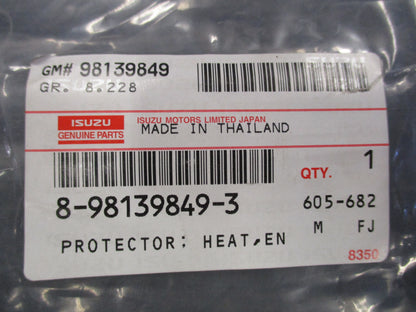 GM# 98139849
GR. 8.228
ISUZU
GENUINE PARTS
ISUZU MOTORS LIMITED JAPAN
MADE IN THAILAND
QTY. 1
8-98139849-3
605-682
PROTECTOR; HEAT,EN
M FJ
8350